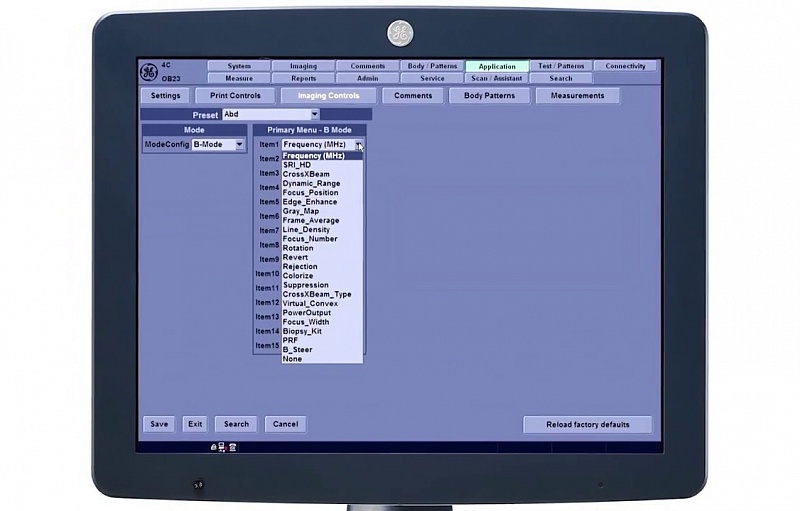 4C
OB23
System Imaging Comments Body / Patterns Application Test / Patterns Connectivity
Measure Reports Admin Service Scan / Assistant Search
Settings Print Controls Imaging Controls Comments Body Patterns Measurements
Preset Abd
Mode Primary Menu - B Mode
ModeConfig B-Mode Item1 Frequency (MHz)
Frequency (MHz)
Item2 SRI_HD
Item3 CrossXBeam
Dynamic_Range
Item4 Focus_Position
Item5 Edge_Enhance
Gray_Map
Item6 Frame_Average
Item7 Line_Density
Focus_Number
Item8 Rotation
Item9 Revert
Rejection
Item10 Colorize
Item11 Suppression
CrossXBeam_Type
Item12 Virtual_Convex
Item13 PowerOutput
Focus_Width
Item14 Biopsy_Kit
PRF
Item15 B_Steer
None
Save Exit Search Cancel Reload factory defaults